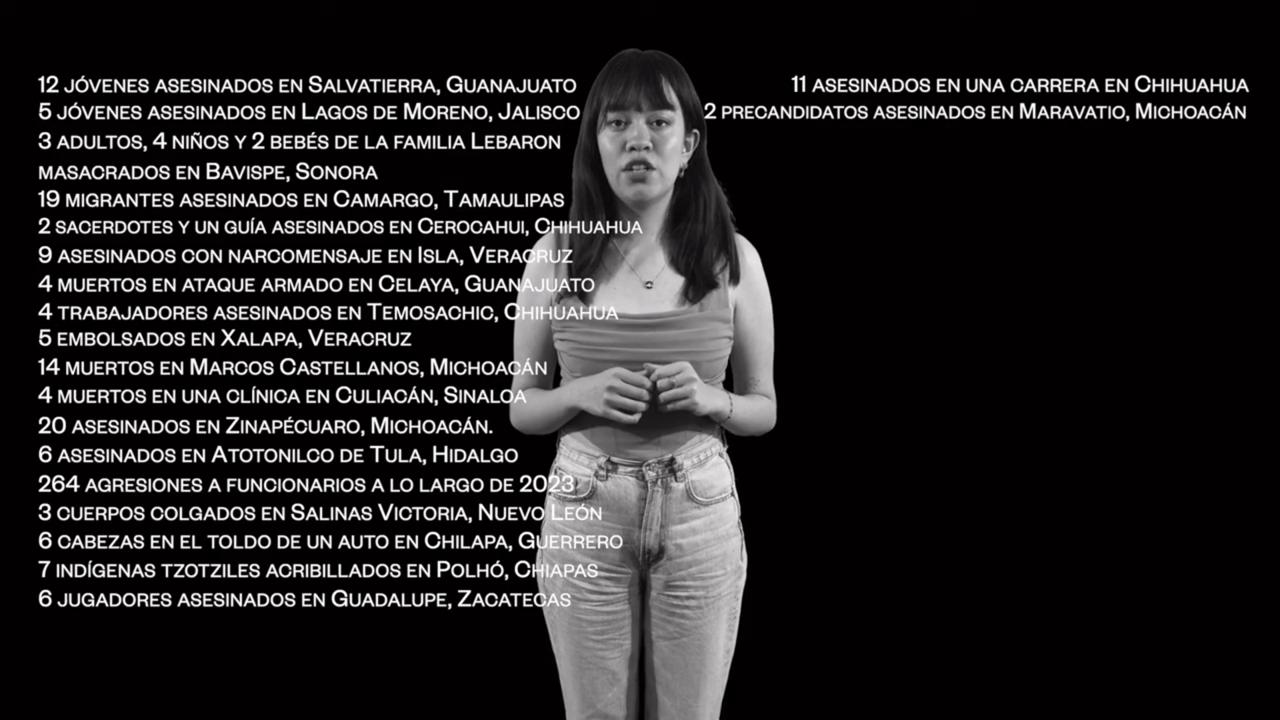 12 JÓVENES ASESINADOS EN SALVATIERRA, GUANAJUATO
5 JÓVENES ASESINADOS EN LAGOS DE MORENO, JALISCO
3 ADULTOS, 4 NIÑOS Y 2 BEBÉS DE LA FAMILIA LEBARON
MASACRADOS EN BAVISPE, SONORA
19 MIGRANTES ASESINADOS EN CAMARGO, TAMAULIPAS
2 SACERDOTES Y UN GUÍA ASESINADOS EN CEROCAHUI, CHIHUAHUA
9 ASESINADOS CON NARCOMENSAJE EN ISLA, VERACRUZ
4 MUERTOS EN ATAQUE ARMADO EN CELAYA, GUANAJUATO
4 TRABAJADORES ASESINADOS EN TEMOSACHIC, CHIHUAHUA
5 EMBOLSADOS EN XALAPA, VERACRUZ
14 MUERTOS EN MARCOS CASTELLANOS, MICHOACÁN
4 MUERTOS EN UNA CLÍNICA EN CULIACÁN, SINALOA
20 ASESINADOS EN ZINAPÉCUARO, MICHOACÁN.
6 ASESINADOS EN ATOTONILCO DE TULA, HIDALGO
264 AGRESIONES A FUNCIONARIOS A LO LARGO DE 2023
3 CUERPOS COLGADOS EN SALINAS VICTORIA, NUEVO LEÓN
6 CABEZAS EN EL TOLDO DE UN AUTO EN CHILAPA, GUERRERO
7 INDÍGENAS TZOTZILES ACRIBILLADOS EN POLHÓ, CHIAPAS
6 JUGADORES ASESINADOS EN GUADALUPE, ZACATECAS
11 ASESINADOS EN UNA CARRERA EN CHIHUAHUA
2 PRECANDIDATOS ASESINADOS EN MARAVATIO, MICHOACÁN